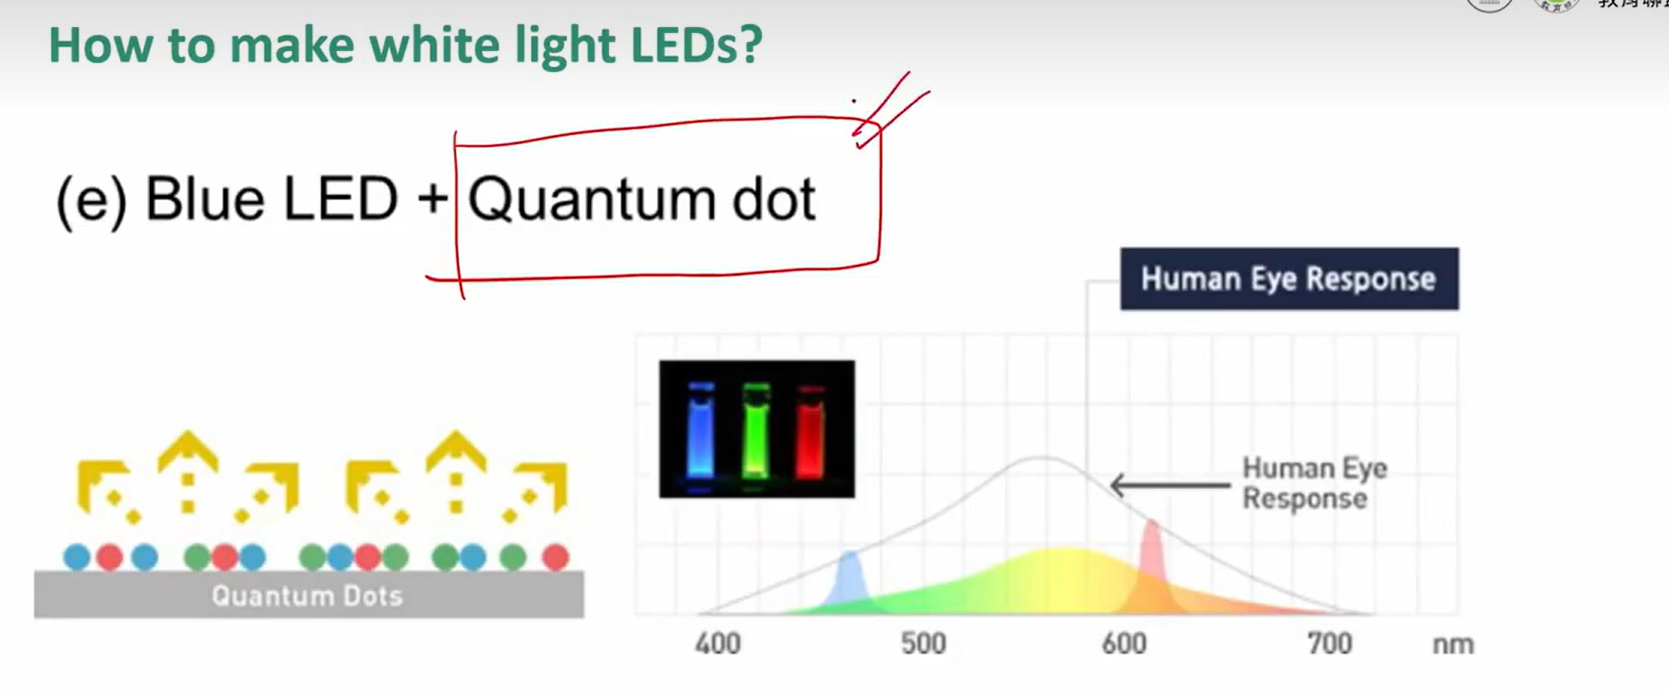 How to make white light LEDs?
(e) Blue LED + Quantum dot
Human Eye Response
Human Eye
Response
Quantum Dots
400 500 600 700 nm